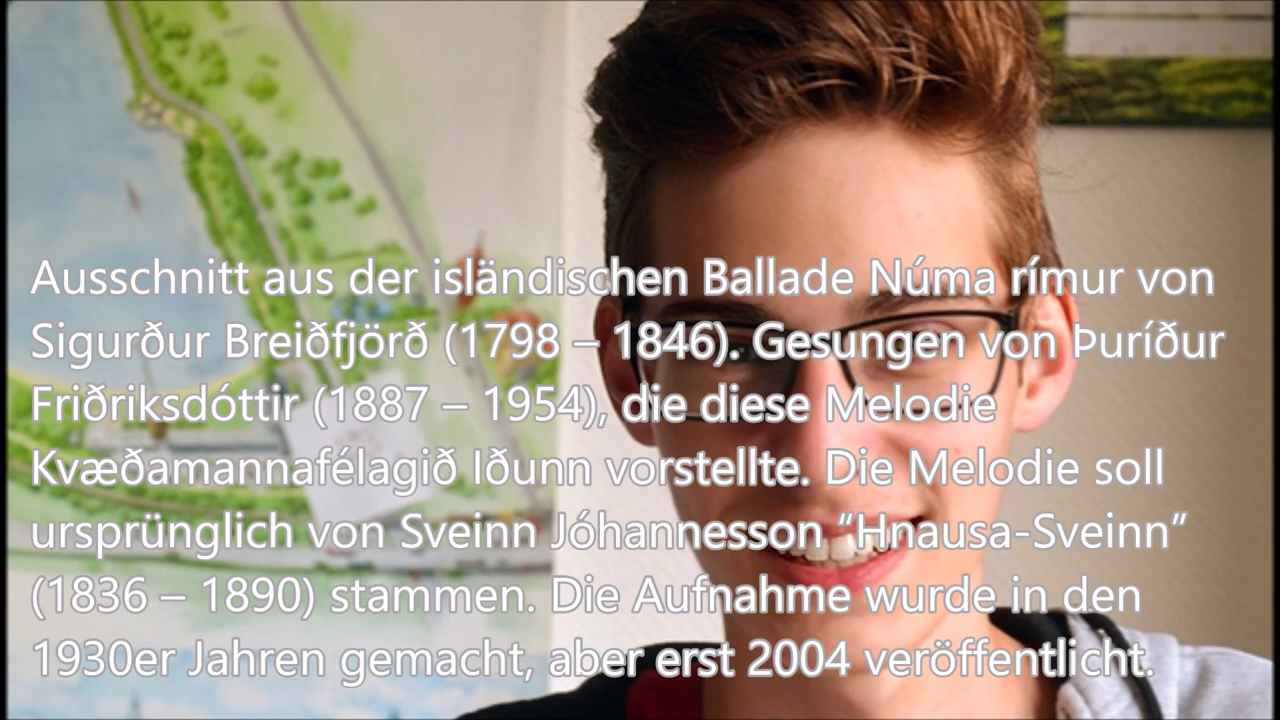 Ausschnitt aus der isländischen Ballade Núma rímur von
Sigurður Breiðfjörð (1798 – 1846). Gesungen von Þuríður
Friðriksdóttir (1887 – 1954), die diese Melodie
Kvæðamannafélagið Iðunn vorstellte. Die Melodie soll
ursprünglich von Sveinn Jóhannesson “Hnausa-Sveinn”
(1836 – 1890) stammen. Die Aufnahme wurde in den
1930er Jahren gemacht, aber erst 2004 veröffentlicht.